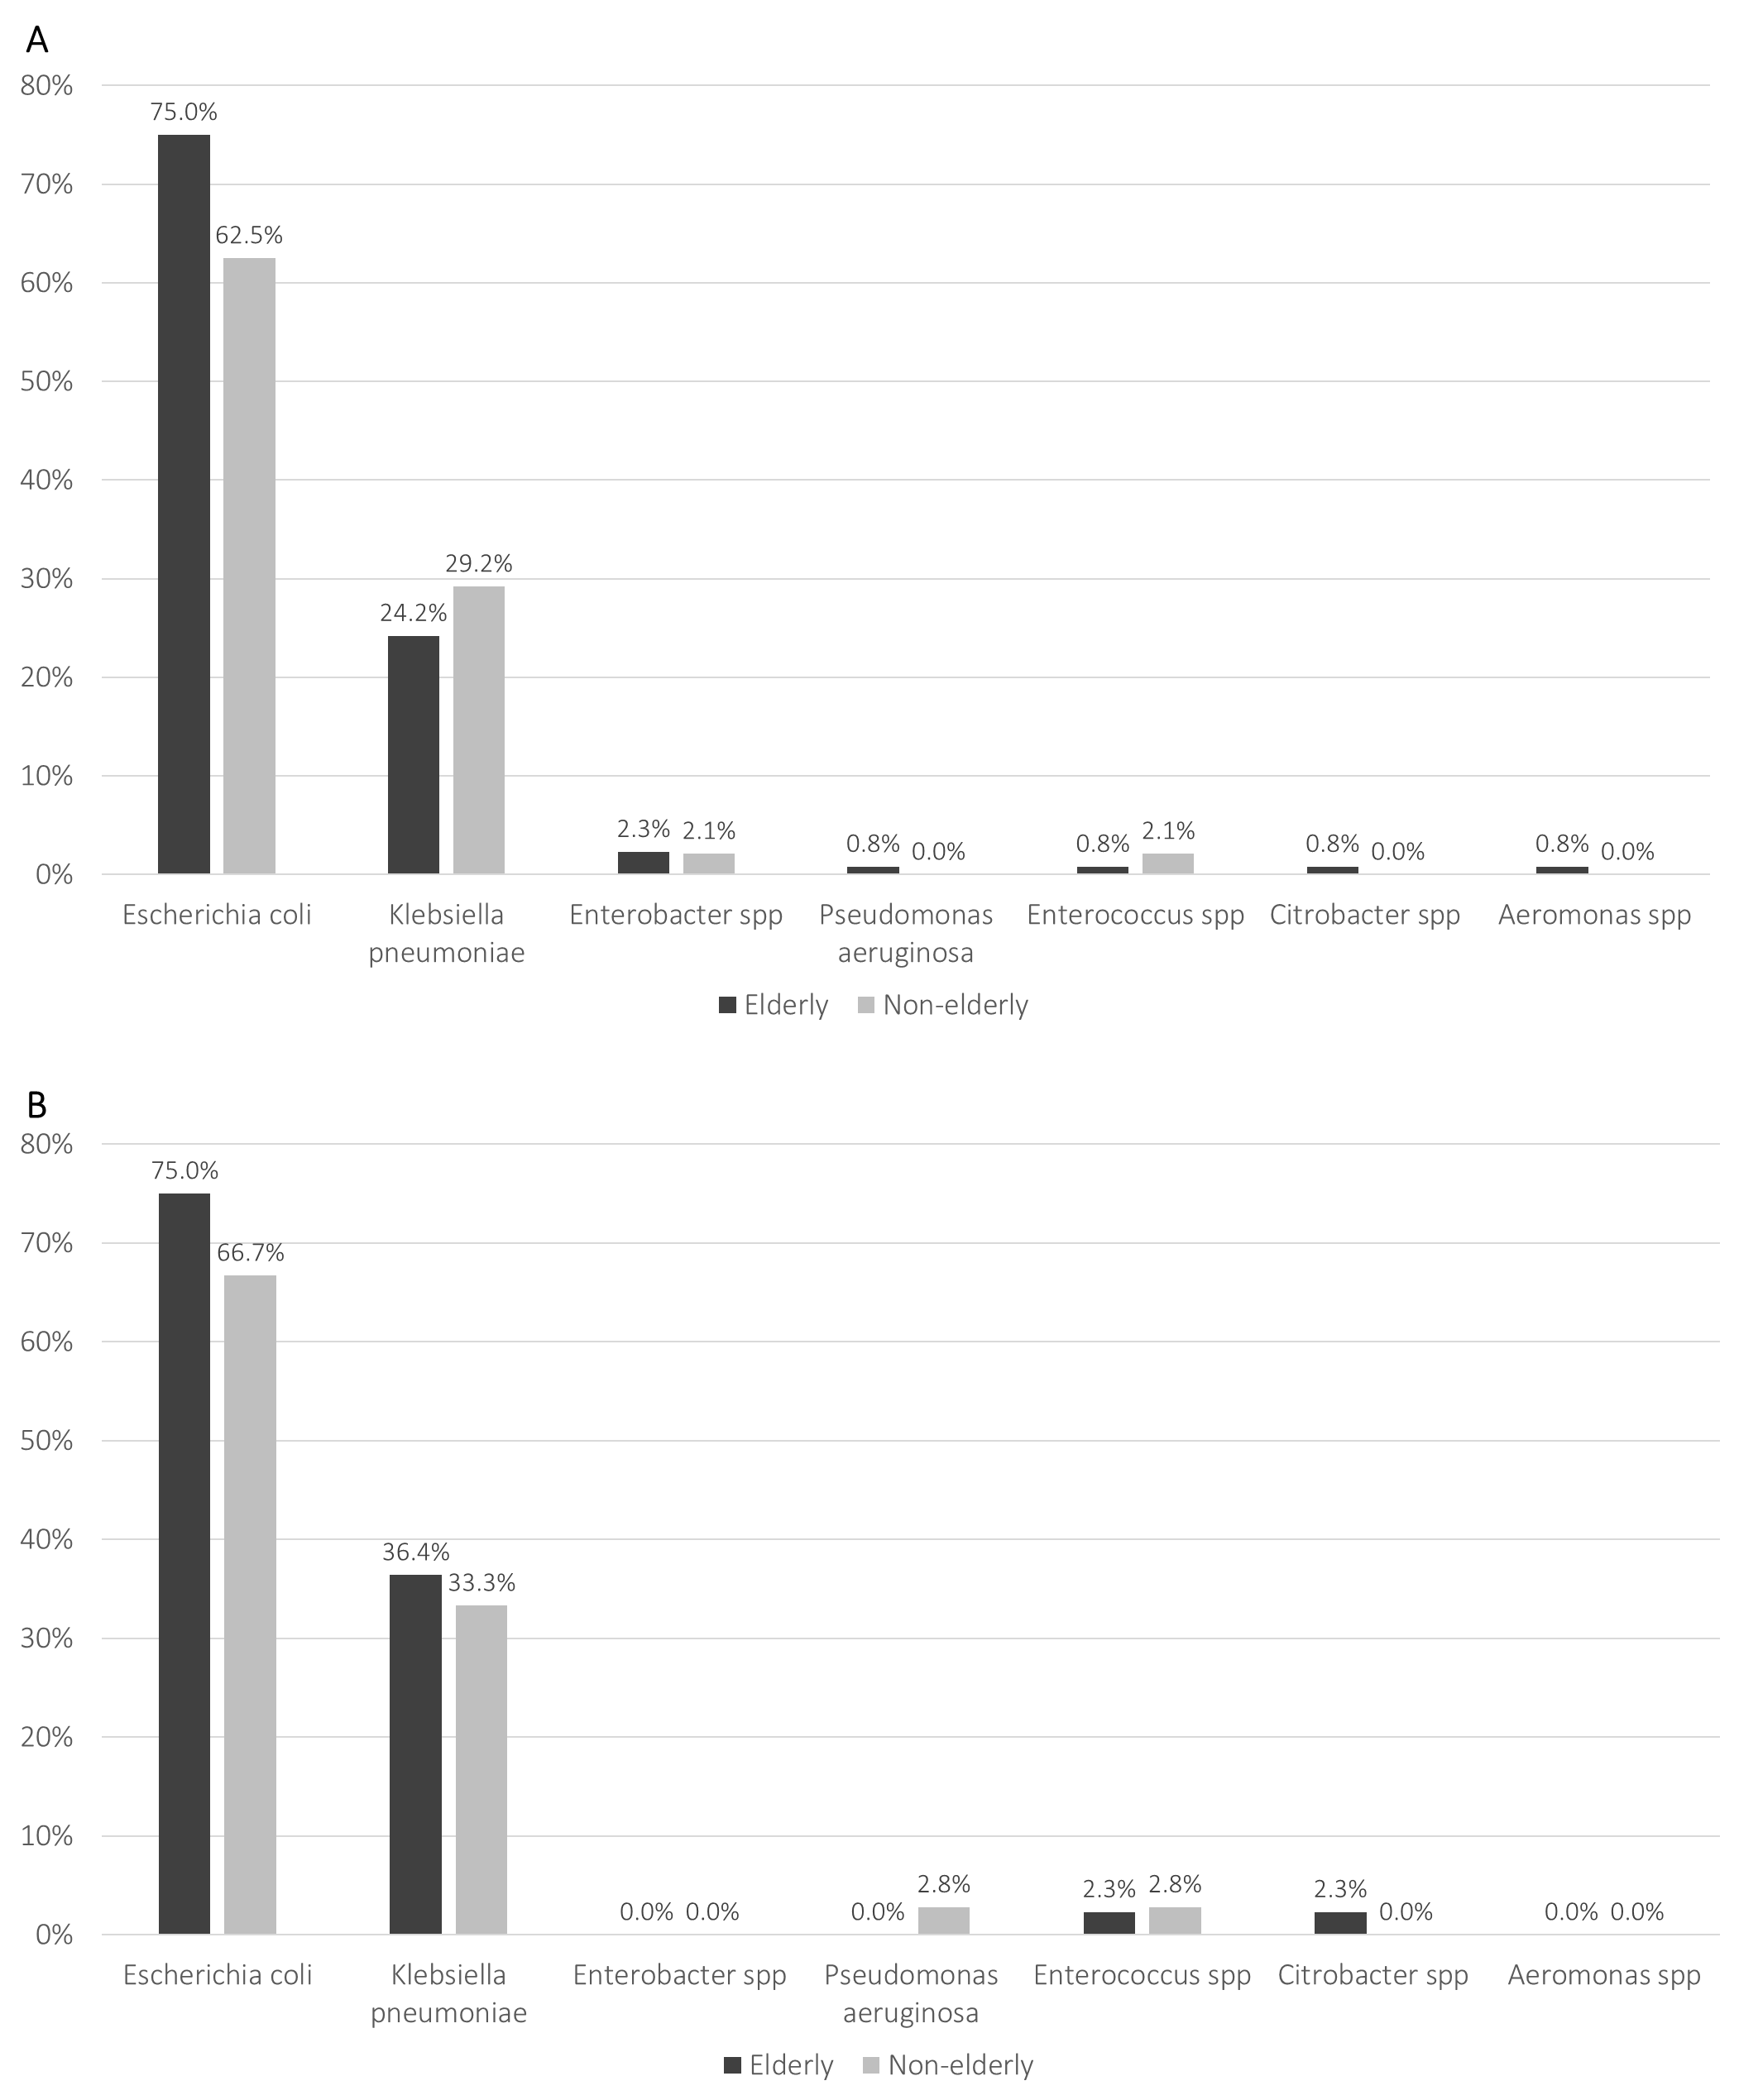 A
80%
75.0%
70%
62.5%
60%
50%
40%
30%
29.2%
24.2%
20%
10%
2.3% 2.1% 0.8% 0.0% 0.8% 2.1% 0.8% 0.0% 0.8% 0.0%
0%
Escherichia coli Klebsiella Enterobacter spp Pseudomonas Enterococcus spp Citrobacter spp Aeromonas spp
pneumoniae aeruginosa
Elderly Non-elderly
B
80%
75.0%
70%
66.7%
60%
50%
40%
36.4%
33.3%
30%
20%
10%
0.0% 0.0% 0.0% 2.8% 2.3% 2.8% 2.3% 0.0% 0.0% 0.0%
0%
Escherichia coli Klebsiella Enterobacter spp Pseudomonas Enterococcus spp Citrobacter spp Aeromonas spp
pneumoniae aeruginosa
Elderly Non-elderly